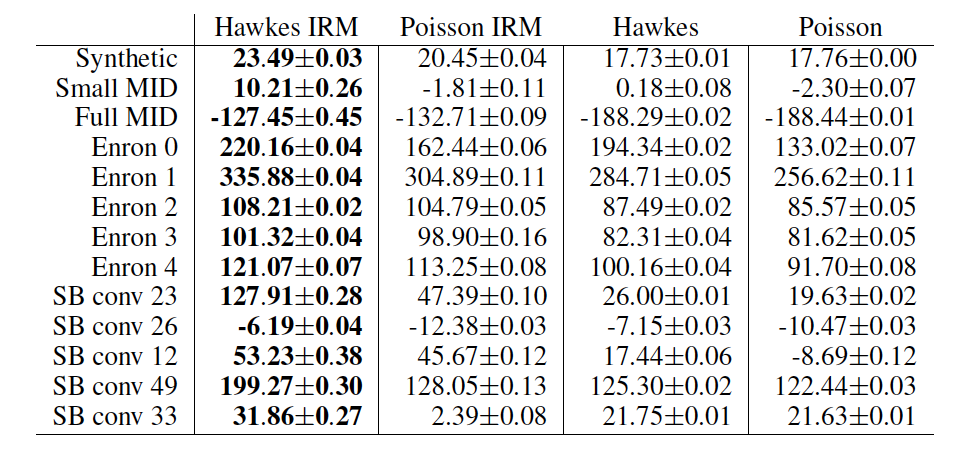 Hawkes IRM Poisson IRM Hawkes Poisson
Synthetic 23.49±0.03 20.45±0.04 17.73±0.01 17.76±0.00
Small MID 10.21±0.26 -1.81±0.11 0.18±0.08 -2.30±0.07
Full MID -127.45±0.45 -132.71±0.09 -188.29±0.02 -188.44±0.01
Enron 0 220.16±0.04 162.44±0.06 194.34±0.02 133.02±0.07
Enron 1 335.88±0.04 304.89±0.11 284.71±0.05 256.62±0.11
Enron 2 108.21±0.02 104.79±0.05 87.49±0.02 85.57±0.05
Enron 3 101.32±0.04 98.90±0.16 82.31±0.04 81.62±0.05
Enron 4 121.07±0.07 113.25±0.08 100.16±0.04 91.70±0.08
SB conv 23 127.91±0.28 47.39±0.10 26.00±0.01 19.63±0.02
SB conv 26 -6.19±0.04 -12.38±0.03 -7.15±0.03 -10.47±0.03
SB conv 12 53.23±0.38 45.67±0.12 17.44±0.06 -8.69±0.12
SB conv 49 199.27±0.30 128.05±0.13 125.30±0.02 122.44±0.03
SB conv 33 31.86±0.27 2.39±0.08 21.75±0.01 21.63±0.01